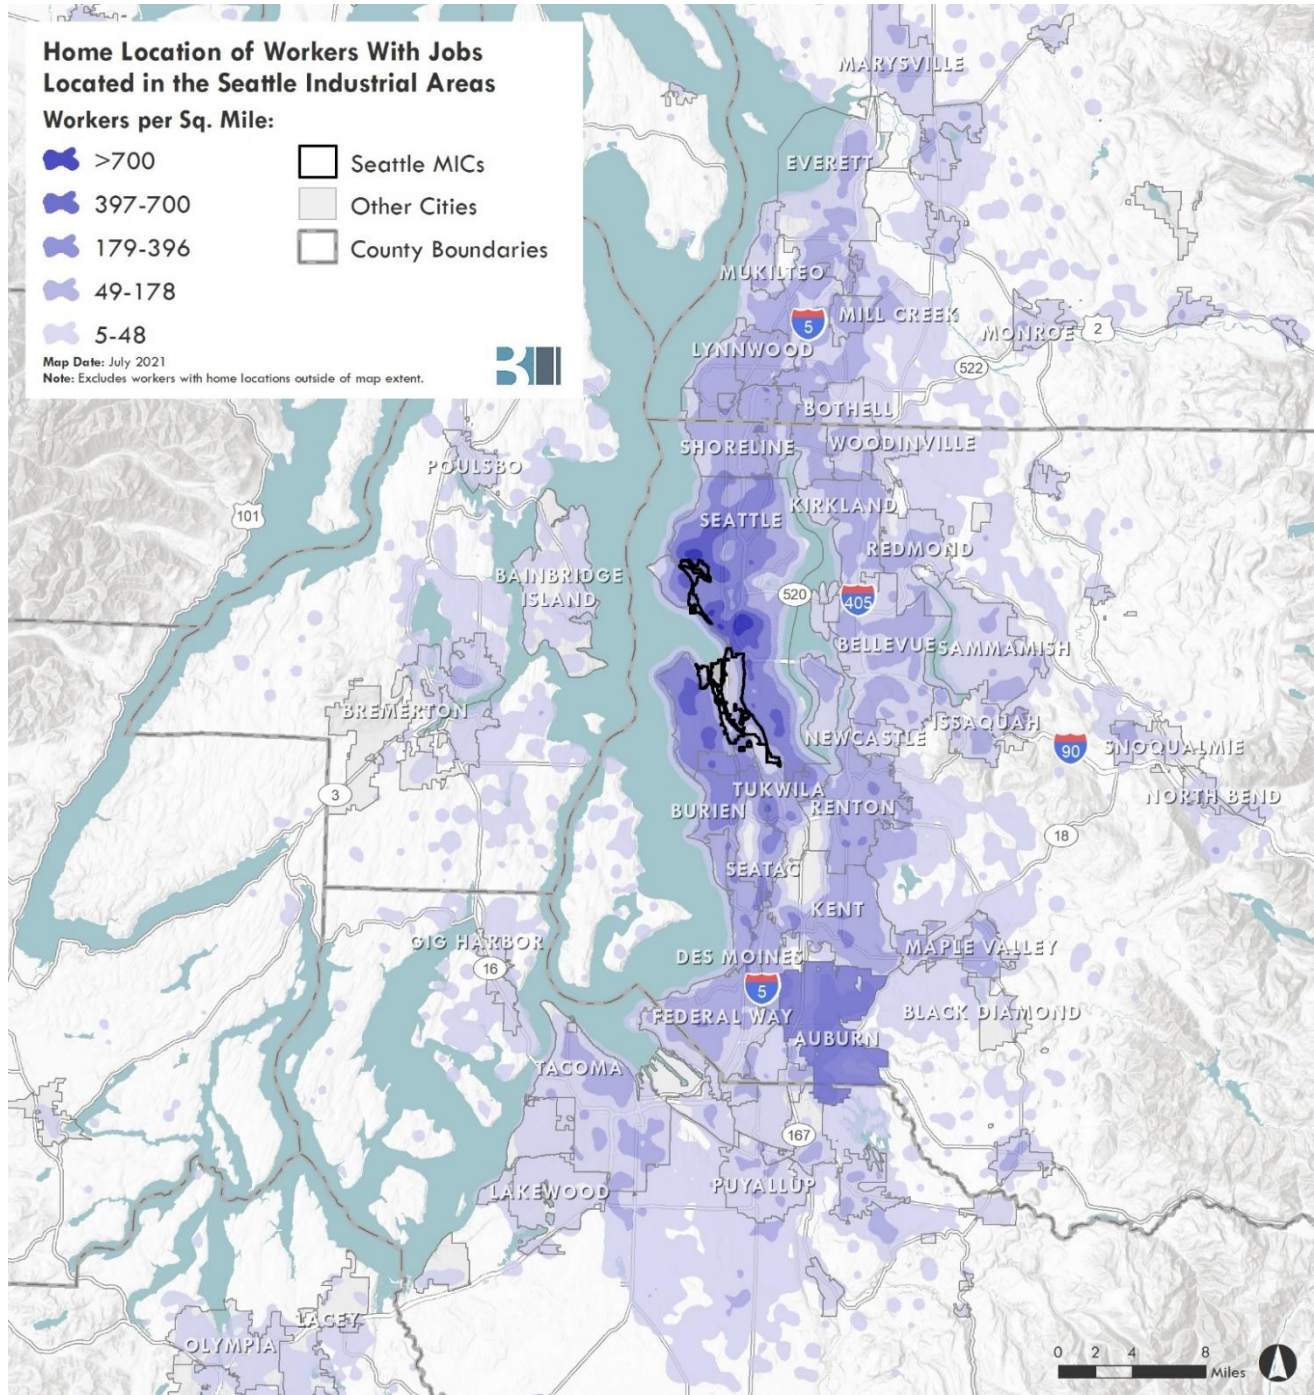 Home Location of Workers With Jobs
Located in the Seattle Industrial Areas
Workers per Sq. Mile:
>700
397-700
179-396
49-178
5-48
Seattle MICs
Other Cities
County Boundaries
Map Date: July 2021
Note: Excludes workers with home locations outside of map extent.
MARYSVILLE
EVERETT
MUKILTEO
MILL CREEK
5
MONROE
2
LYNNWOOD
522
BOTHELL
SHORELINE
WOODINVILLE
POULSBO
101
SEATTLE
KIRKLAND
REDMOND
BAINBRIDGE
ISLAND
520
405
BELLEVUE
SAMMAMISH
BREMERTON
NEWCASTLE
ISSAQUAH
90
SNOQUALMIE
3
TUKWILA
NORTH BEND
BURIEN
RENTON
18
SEATAC
KENT
GIG HARBOR
16
DES MOINES
MAPLE VALLEY
5
FEDERAL WAY
BLACK DIAMOND
AUBURN
TACOMA
167
LAKEWOOD
PUYALLUP
LACEY
OLYMPIA
0 2 4 8
Miles